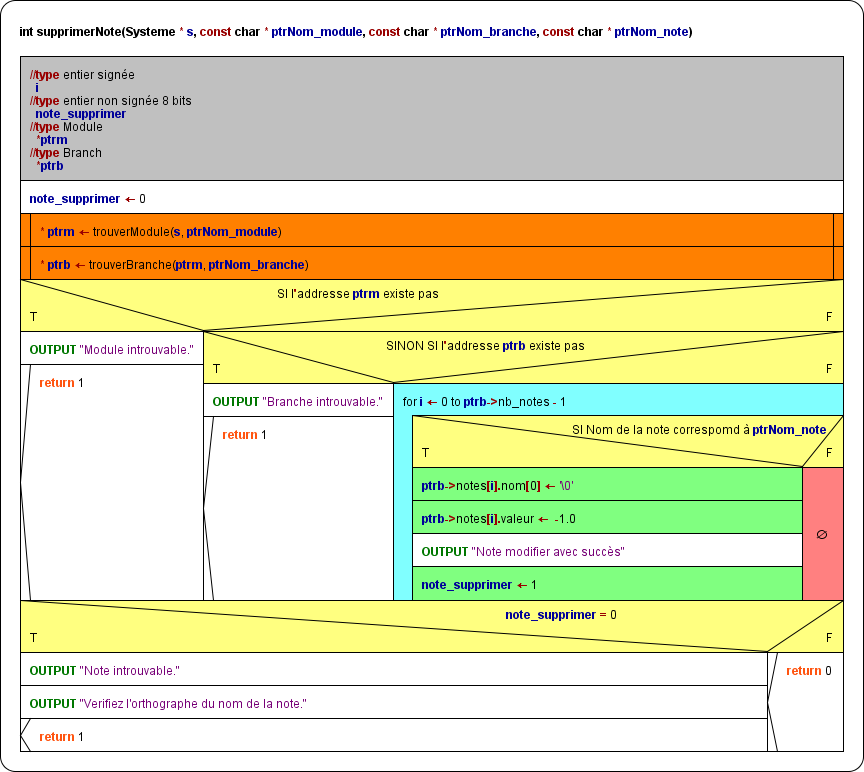 int supprimerNote(Systeme * s, const char * ptrNom_module, const char * ptrNom_branche, const char * ptrNom_note)
//type entier signée
i
//type entier non signée 8 bits
note_supprimer
//type Module
*ptrm
//type Branch
*ptrb
note_supprimer ← 0
* ptrm ← trouverModule(s, ptrNom_module)
* ptrb ← trouverBranche(ptrm, ptrNom_branche)
SI l'addresse ptrm existe pas
T F
OUTPUT "Module introuvable."
return 1
SINON SI l'addresse ptrb existe pas
T F
OUTPUT "Branche introuvable."
return 1
for i ← 0 to ptrb->nb_notes - 1
SI Nom de la note correspomd à ptrNom_note
T F
ptrb->notes[i].nom[0] ← '\0'
ptrb->notes[i].valeur ← -1.0
OUTPUT "Note modifier avec succès"
note_supprimer ← 1
∅
note_supprimer = 0
T F
OUTPUT "Note introuvable."
OUTPUT "Verifiez l'orthographe du nom de la note."
return 1
return 0